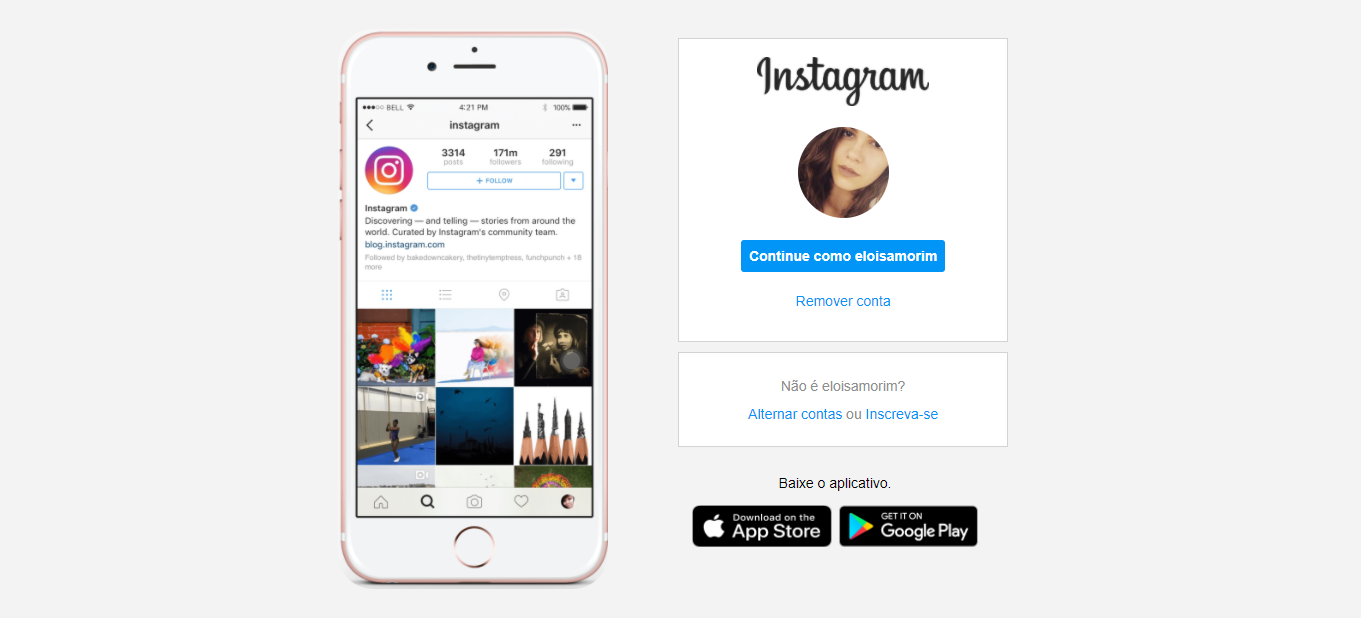 BELL
4:21 PM
100%
instagram
3314
171m
291
posts
followers
following
+ FOLLOW
Instagram
Discovering — and telling — stories from around the
world. Curated by Instagram's community team.
blog.instagram.com
Followed by bakedowncakery, thetinytemptress, funchpunch + 18
more
Instagram
Continue como eloisamorim
Remover conta
Não é eloisamorim?
Alternar contas ou Inscreva-se
Baixe o aplicativo.
Download on the
App Store
GET IT ON
Google Play